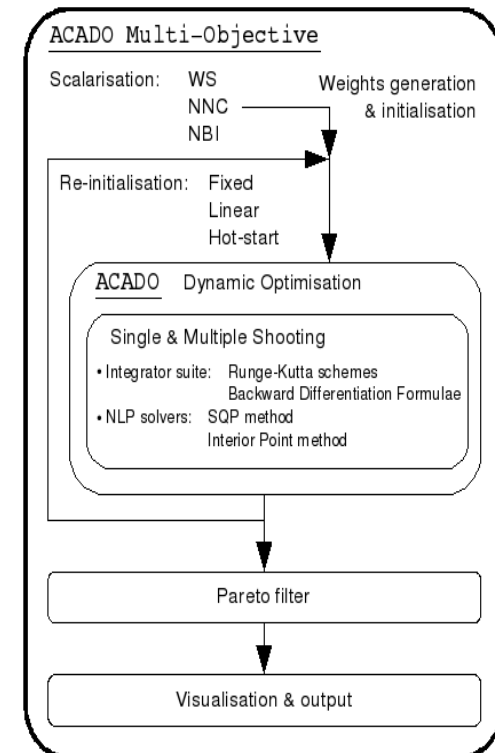 ACADO Multi-Objective
Scalarisation: WS
NNC
NBI
Weights generation
& initialisation
Re-initialisation: Fixed
Linear
Hot-start
ACADO Dynamic Optimisation
Single & Multiple Shooting
• Integrator suite: Runge-Kutta schemes
Backward Differentiation Formulae
• NLP solvers: SQP method
Interior Point method
Pareto filter
Visualisation & output